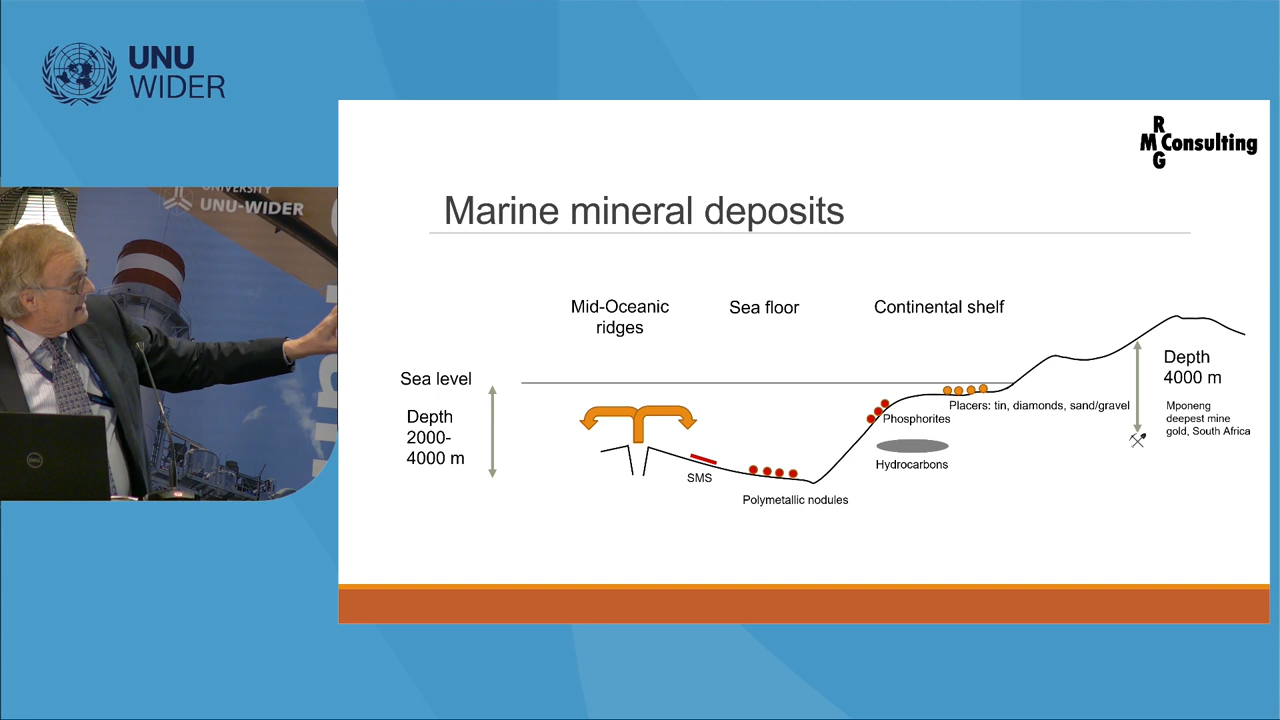 UNU
WIDER
UNIVERSITY
UNU-WIDER
R
M Consulting
G
Marine mineral deposits
Mid-Oceanic
ridges
Sea floor
Continental shelf
Sea level
Depth
2000-
4000 m
SMS
Polymetallic nodules
Phosphorites
Hydrocarbons
Placers: tin, diamonds, sand/gravel
Depth
4000 m
Mponeng
deepest mine
gold, South Africa
DELL